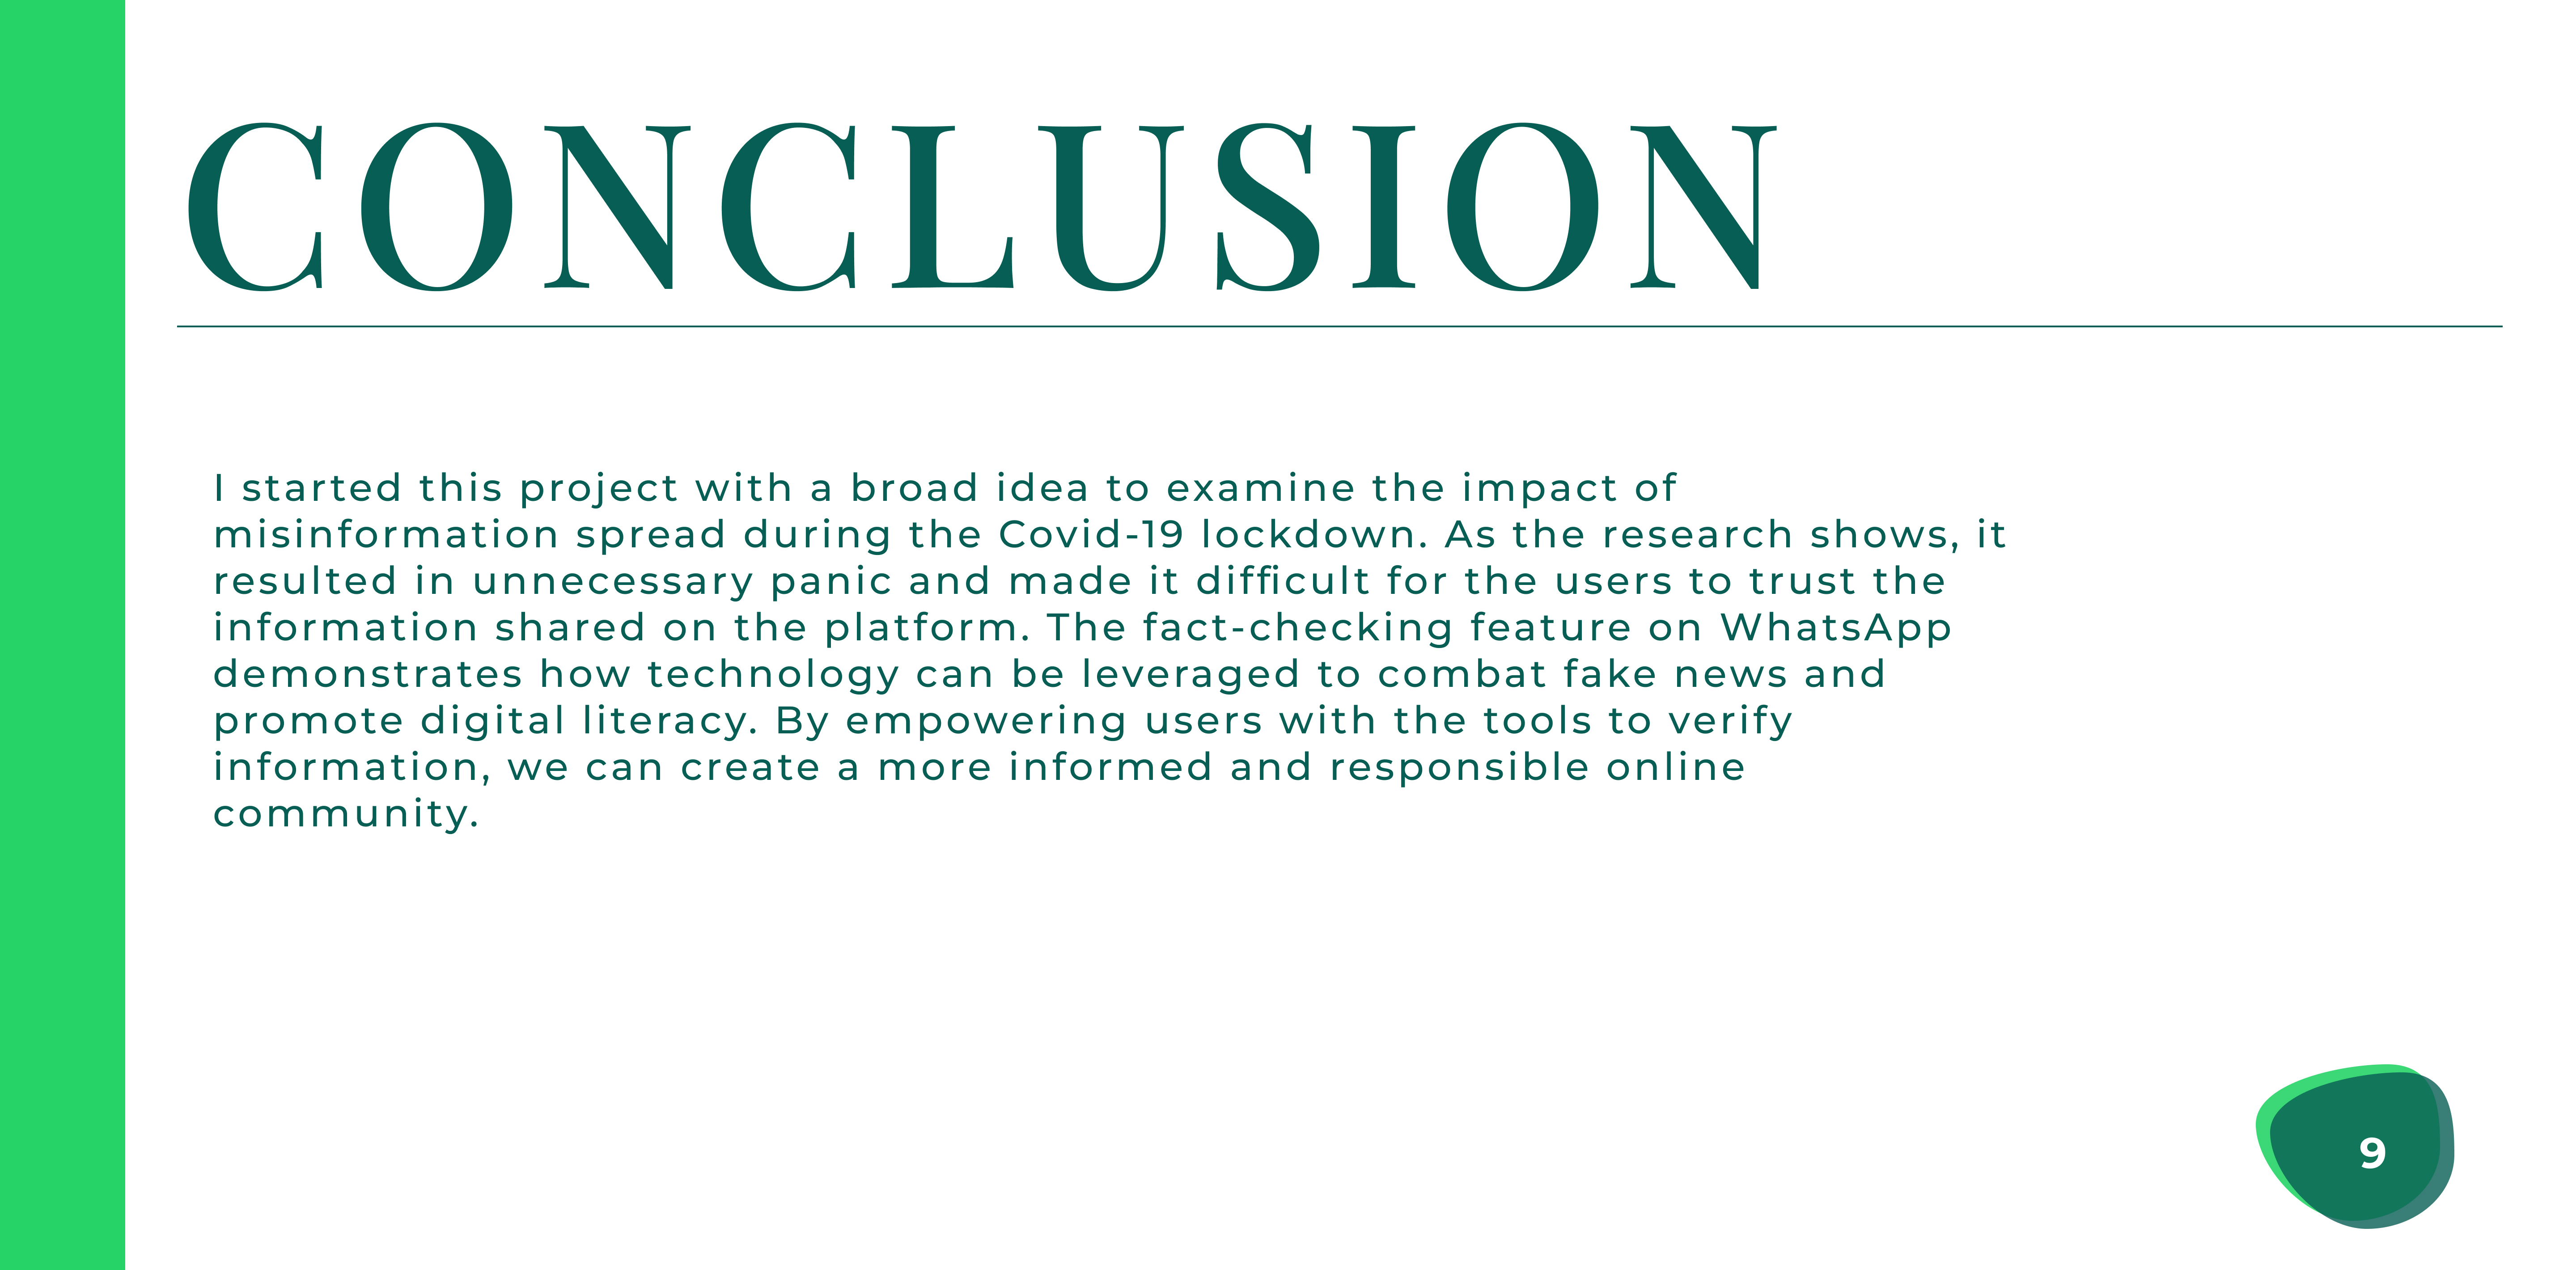 CONCLUSION
I started this project with a broad idea to examine the impact of
misinformation spread during the Covid-19 lockdown. As the research shows, it
resulted in unnecessary panic and made it difficult for the users to trust the
information shared on the platform. The fact-checking feature on WhatsApp
demonstrates how technology can be leveraged to combat fake news and
promote digital literacy. By empowering users with the tools to verify
information, we can create a more informed and responsible online
community.
9